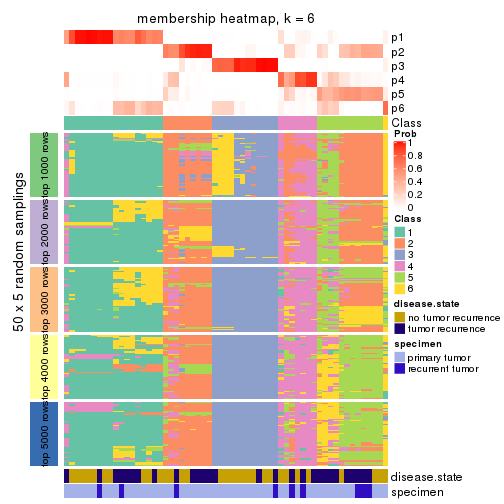 membership heatmap, k = 6
p1
p2
p3
p4
p5
p6
Class
50 x 5 random samplings
top 1000 rows
top 2000 rows
top 3000 rows
top 4000 rows
top 5000 rows
disease.state
specimen
Prob
1
0.8
0.6
0.4
0.2
0
Class
1
2
3
4
5
6
disease.state
no tumor recurrence
tumor recurrence
specimen
primary tumor
recurrent tumor